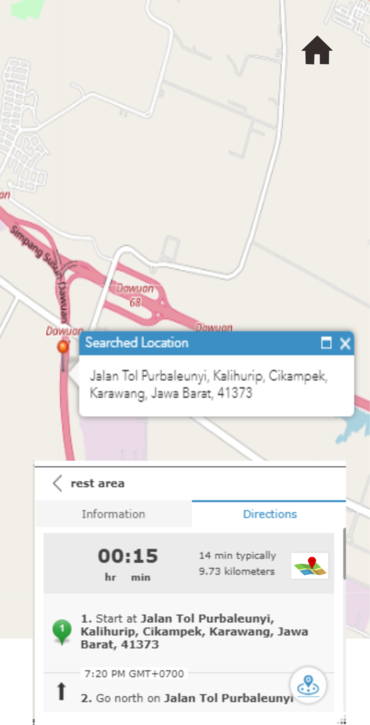 an
Simpang Susun Dawuan
Dawuan
68
Dawuan
Dawuan
Searched Location
Jalan Tol Purbaleunyi, Kalihurip, Cikampek,
Karawang, Jawa Barat, 41373
rest area
Information
Directions
00:15
hr min
14 min typically
9.73 kilometers
1
1. Start at Jalan Tol Purbaleunyi,
Kalihurip, Cikampek, Karawang, Jawa
Barat, 41373
7:20 PM GMT+0700
2. Go north on Jalan Tol Purbaleunyi